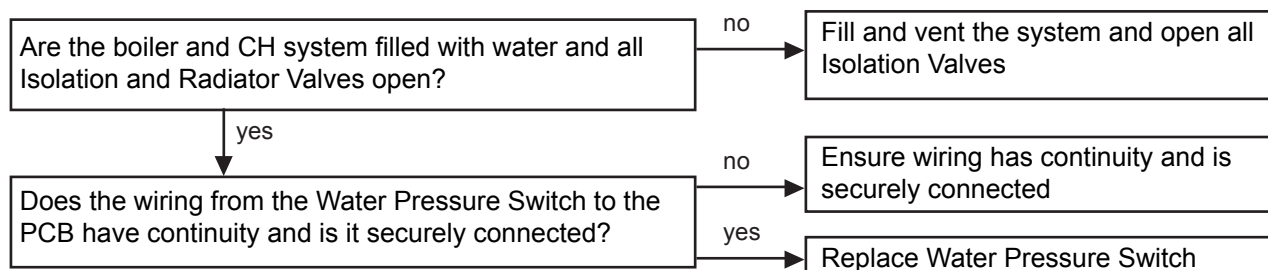 Are the boiler and CH system filled with water and all
Isolation and Radiator Valves open?
no
Fill and vent the system and open all
Isolation Valves
yes
Does the wiring from the Water Pressure Switch to the
PCB have continuity and is it securely connected?
no
Ensure wiring has continuity and is
securely connected
yes
Replace Water Pressure Switch